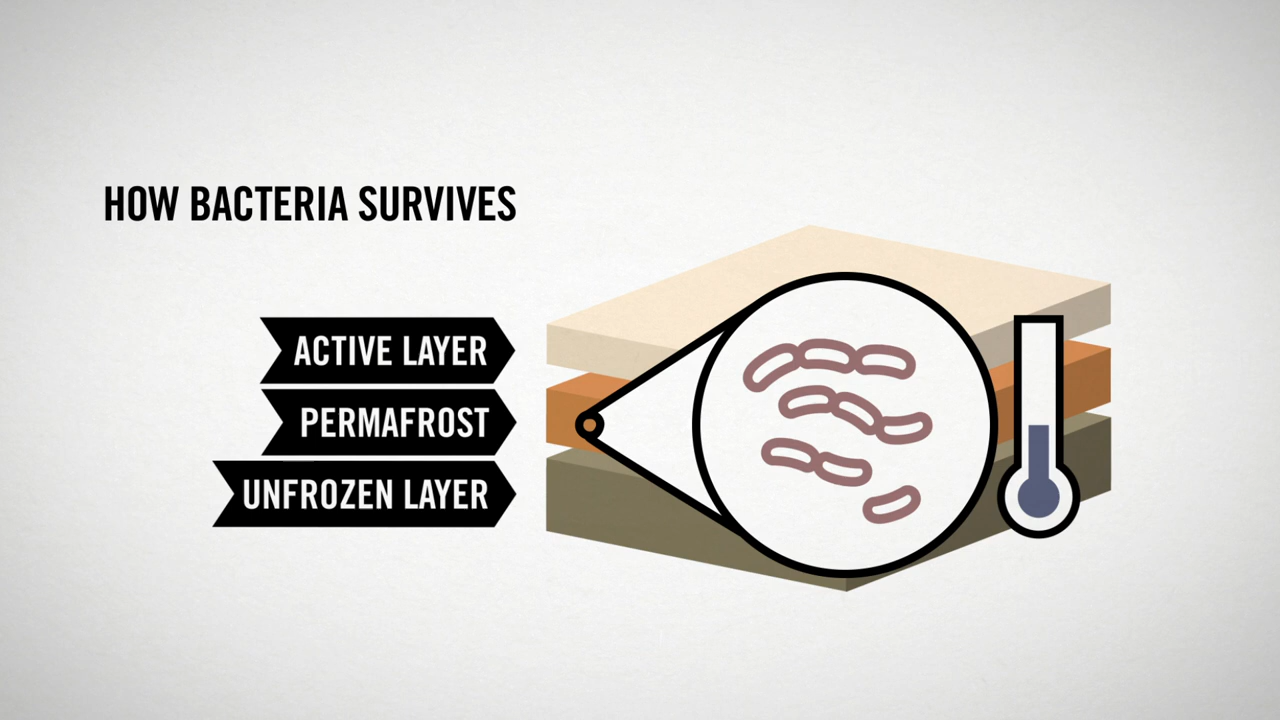 HOW BACTERIA SURVIVES
ACTIVE LAYER
PERMAFROST
UNFROZEN LAYER